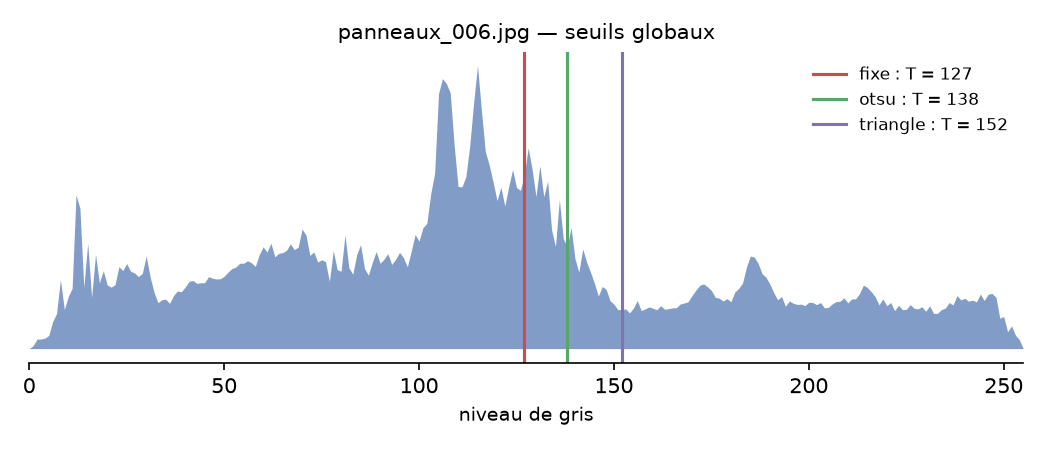 panneaux_006.jpg — seuils globaux
fixe : T = 127
otsu : T = 138
triangle : T = 152
0 50 100 150 200 250
niveau de gris